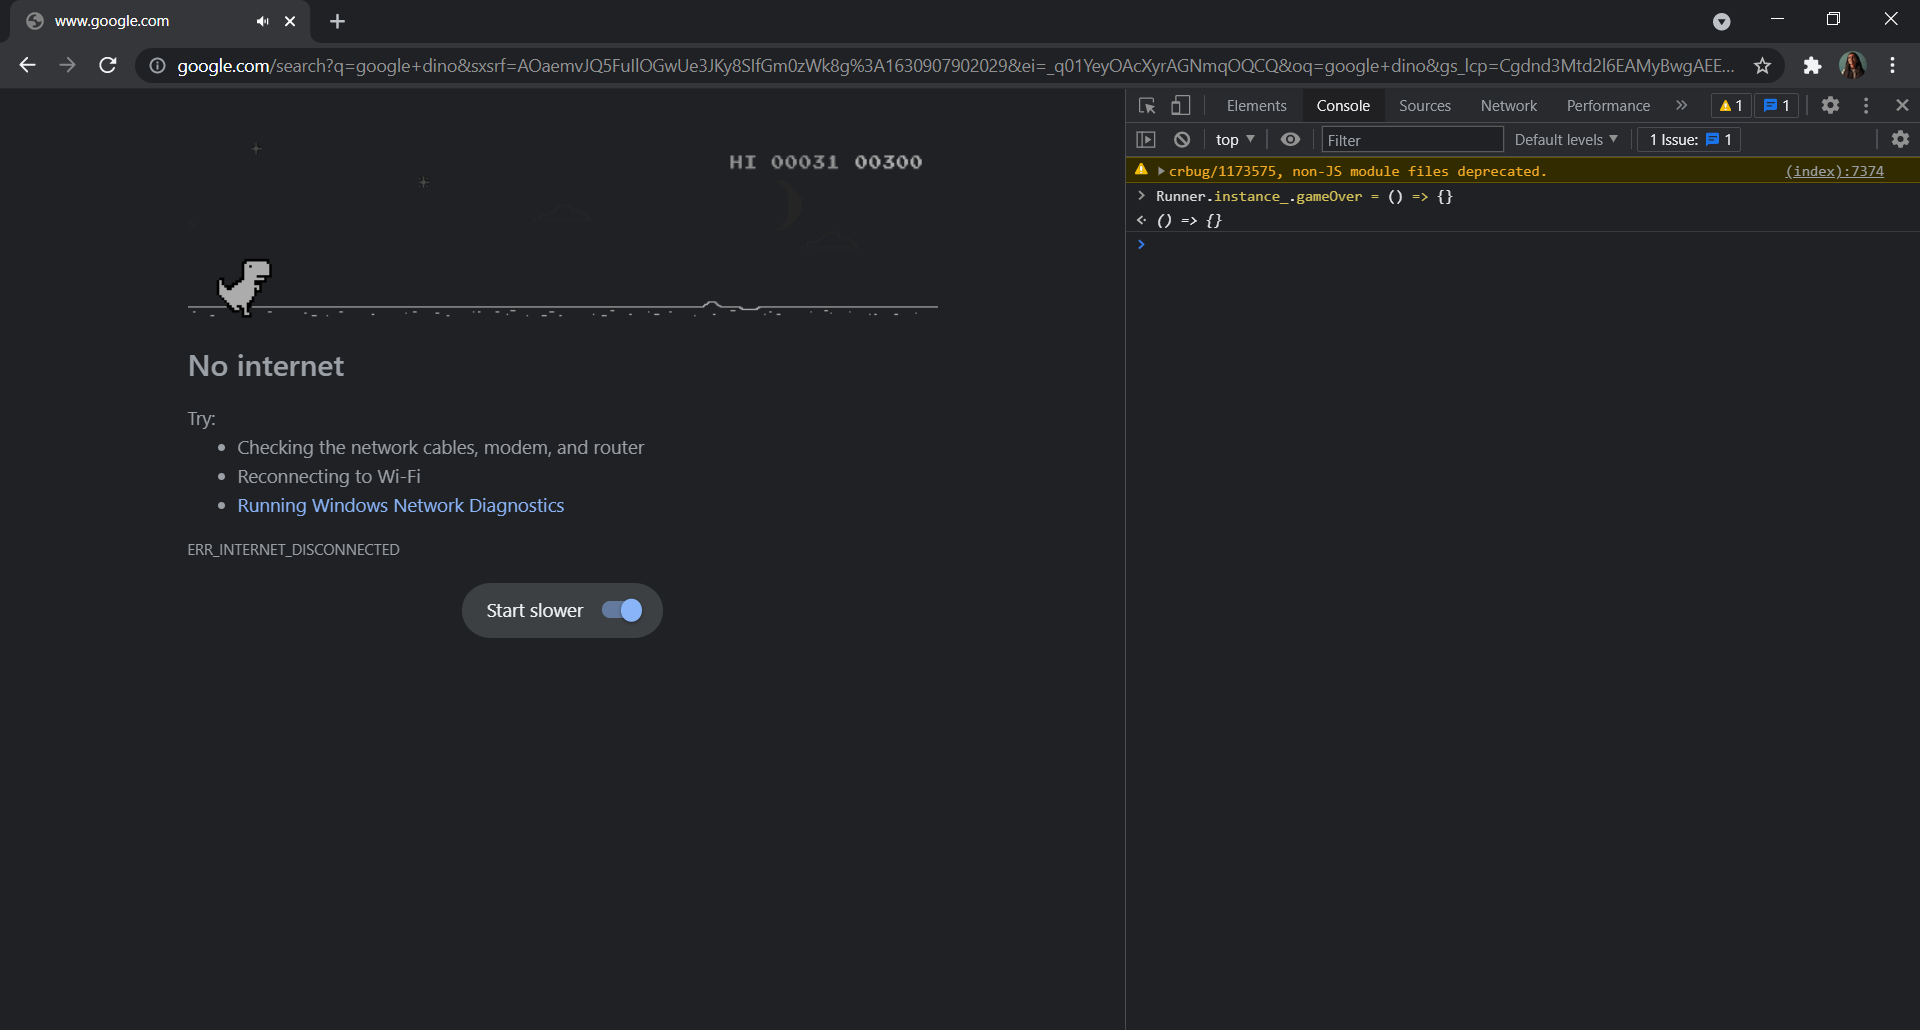 www.google.com
google.com/search?q=google+dino&sxsrf=AOaemvJQ5FuIlOGwUe3JKy8SIfGm0zWk8g%3A1630907902029&ei=_q01YeyOAcXyrAGNmqOQCQ&oq=google+dino&gs_lcp=Cgdnd3Mtd2l6EAMyBwgAEE...
Elements Console Sources Network Performance 1 1
top Filter Default levels 1 Issue: 1
crbug/1173575, non-JS module files deprecated. (index):7374
Runner.instance_.gameOver = () => {}
() => {}
HI 00031 00300
No internet
Try:
Checking the network cables, modem, and router
Reconnecting to Wi-Fi
Running Windows Network Diagnostics
ERR_INTERNET_DISCONNECTED
Start slower